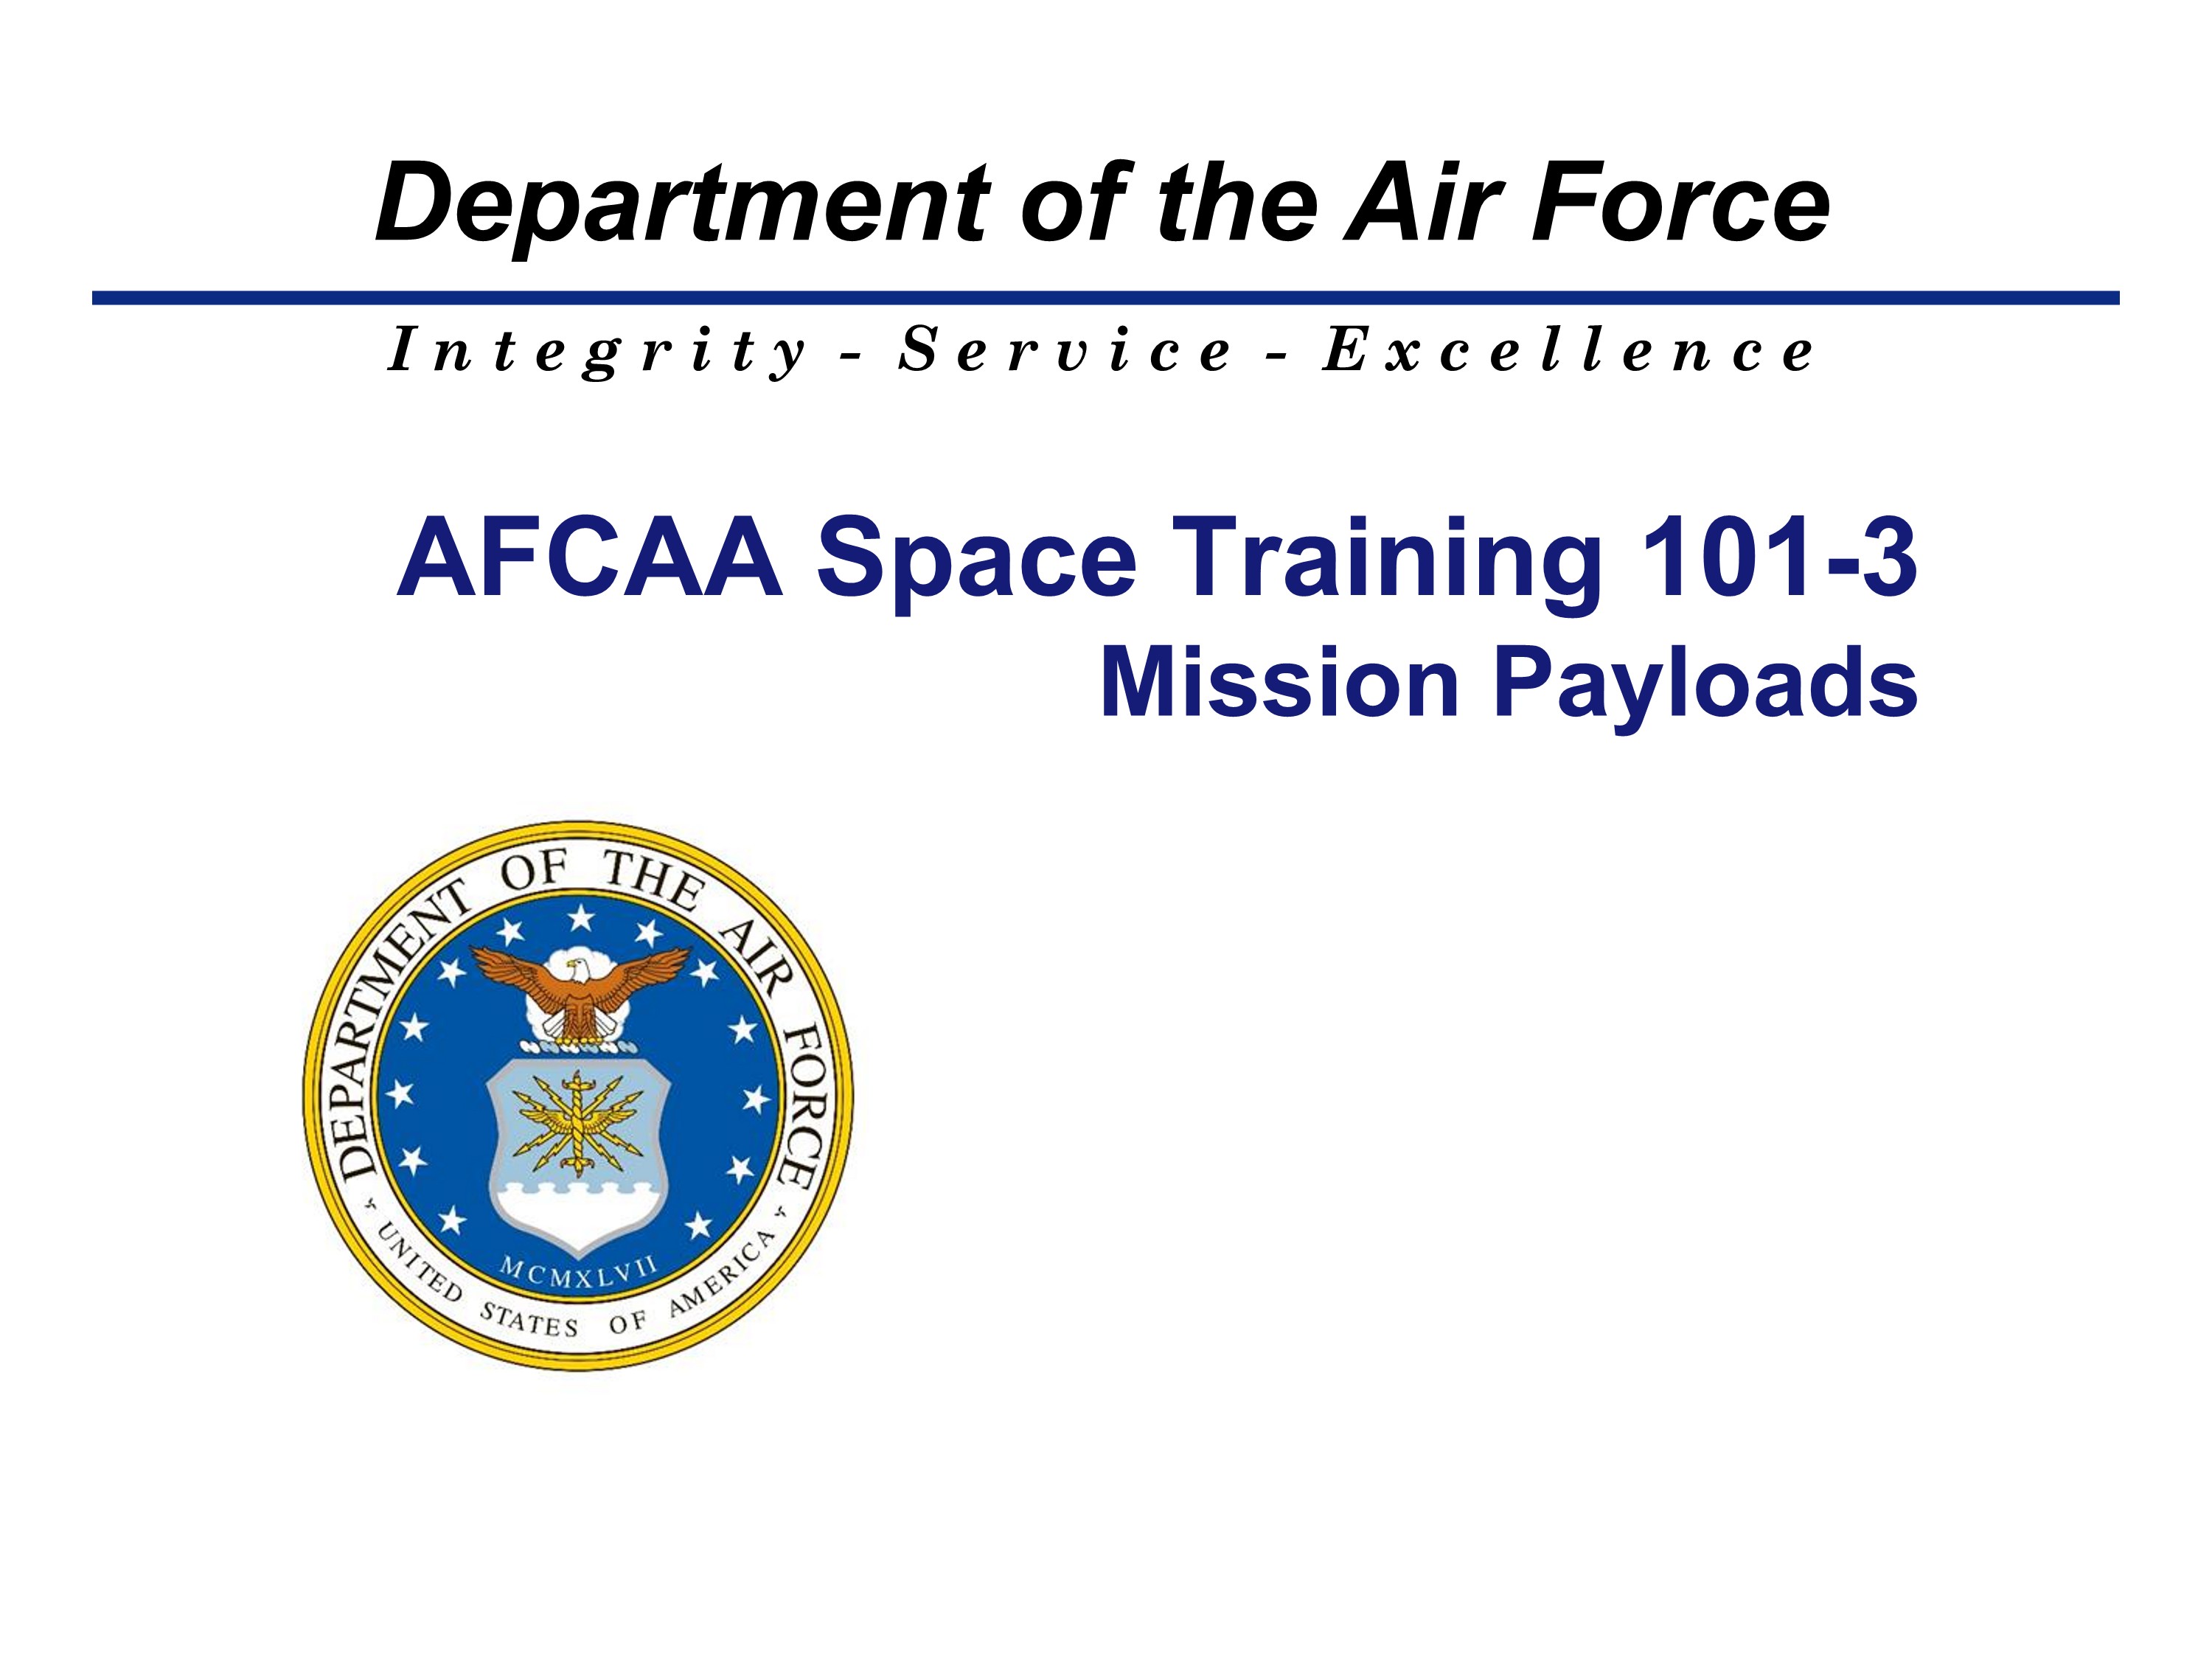 Department of the Air Force
Integrity - Service - Excellence
AFCAA Space Training 101-3
Mission Payloads
DEPARTMENT OF THE AIR FORCE
MCMXLVII
UNITED STATES OF AMERICA